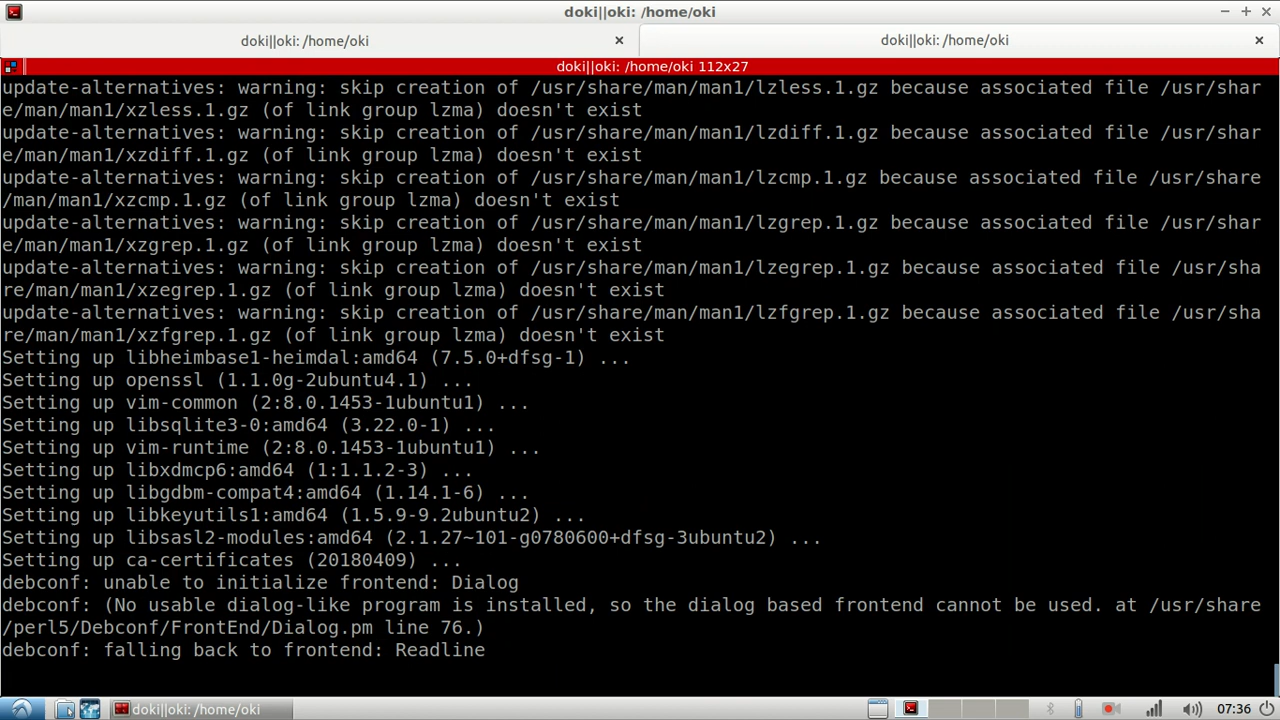 doki||oki: /home/oki
doki||oki: /home/oki
doki||oki: /home/oki
doki||oki: /home/oki 112x27
update-alternatives: warning: skip creation of /usr/share/man/man1/lzless.1.gz because associated file /usr/shar
e/man/man1/xzless.1.gz (of link group lzma) doesn't exist
update-alternatives: warning: skip creation of /usr/share/man/man1/lzdiff.1.gz because associated file /usr/shar
e/man/man1/xzdiff.1.gz (of link group lzma) doesn't exist
update-alternatives: warning: skip creation of /usr/share/man/man1/lzcmp.1.gz because associated file /usr/share
/man/man1/xzcmp.1.gz (of link group lzma) doesn't exist
update-alternatives: warning: skip creation of /usr/share/man/man1/lzgrep.1.gz because associated file /usr/shar
e/man/man1/xzgrep.1.gz (of link group lzma) doesn't exist
update-alternatives: warning: skip creation of /usr/share/man/man1/lzegrep.1.gz because associated file /usr/sha
re/man/man1/xzegrep.1.gz (of link group lzma) doesn't exist
update-alternatives: warning: skip creation of /usr/share/man/man1/lzfgrep.1.gz because associated file /usr/sha
re/man/man1/xzfgrep.1.gz (of link group lzma) doesn't exist
Setting up libheimbase1-heimdal:amd64 (7.5.0+dfsg-1) ...
Setting up openssl (1.1.0g-2ubuntu4.1) ...
Setting up vim-common (2:8.0.1453-1ubuntu1) ...
Setting up libsqlite3-0:amd64 (3.22.0-1) ...
Setting up vim-runtime (2:8.0.1453-1ubuntu1) ...
Setting up libxdmcp6:amd64 (1:1.1.2-3) ...
Setting up libgdbm-compat4:amd64 (1.14.1-6) ...
Setting up libkeyutils1:amd64 (1.5.9-9.2ubuntu2) ...
Setting up libsasl2-modules:amd64 (2.1.27~101-g0780600+dfsg-3ubuntu2) ...
Setting up ca-certificates (20180409) ...
debconf: unable to initialize frontend: Dialog
debconf: (No usable dialog-like program is installed, so the dialog based frontend cannot be used. at /usr/share
/perl5/Debconf/FrontEnd/Dialog.pm line 76.)
debconf: falling back to frontend: Readline
doki||oki: /home/oki
07:36